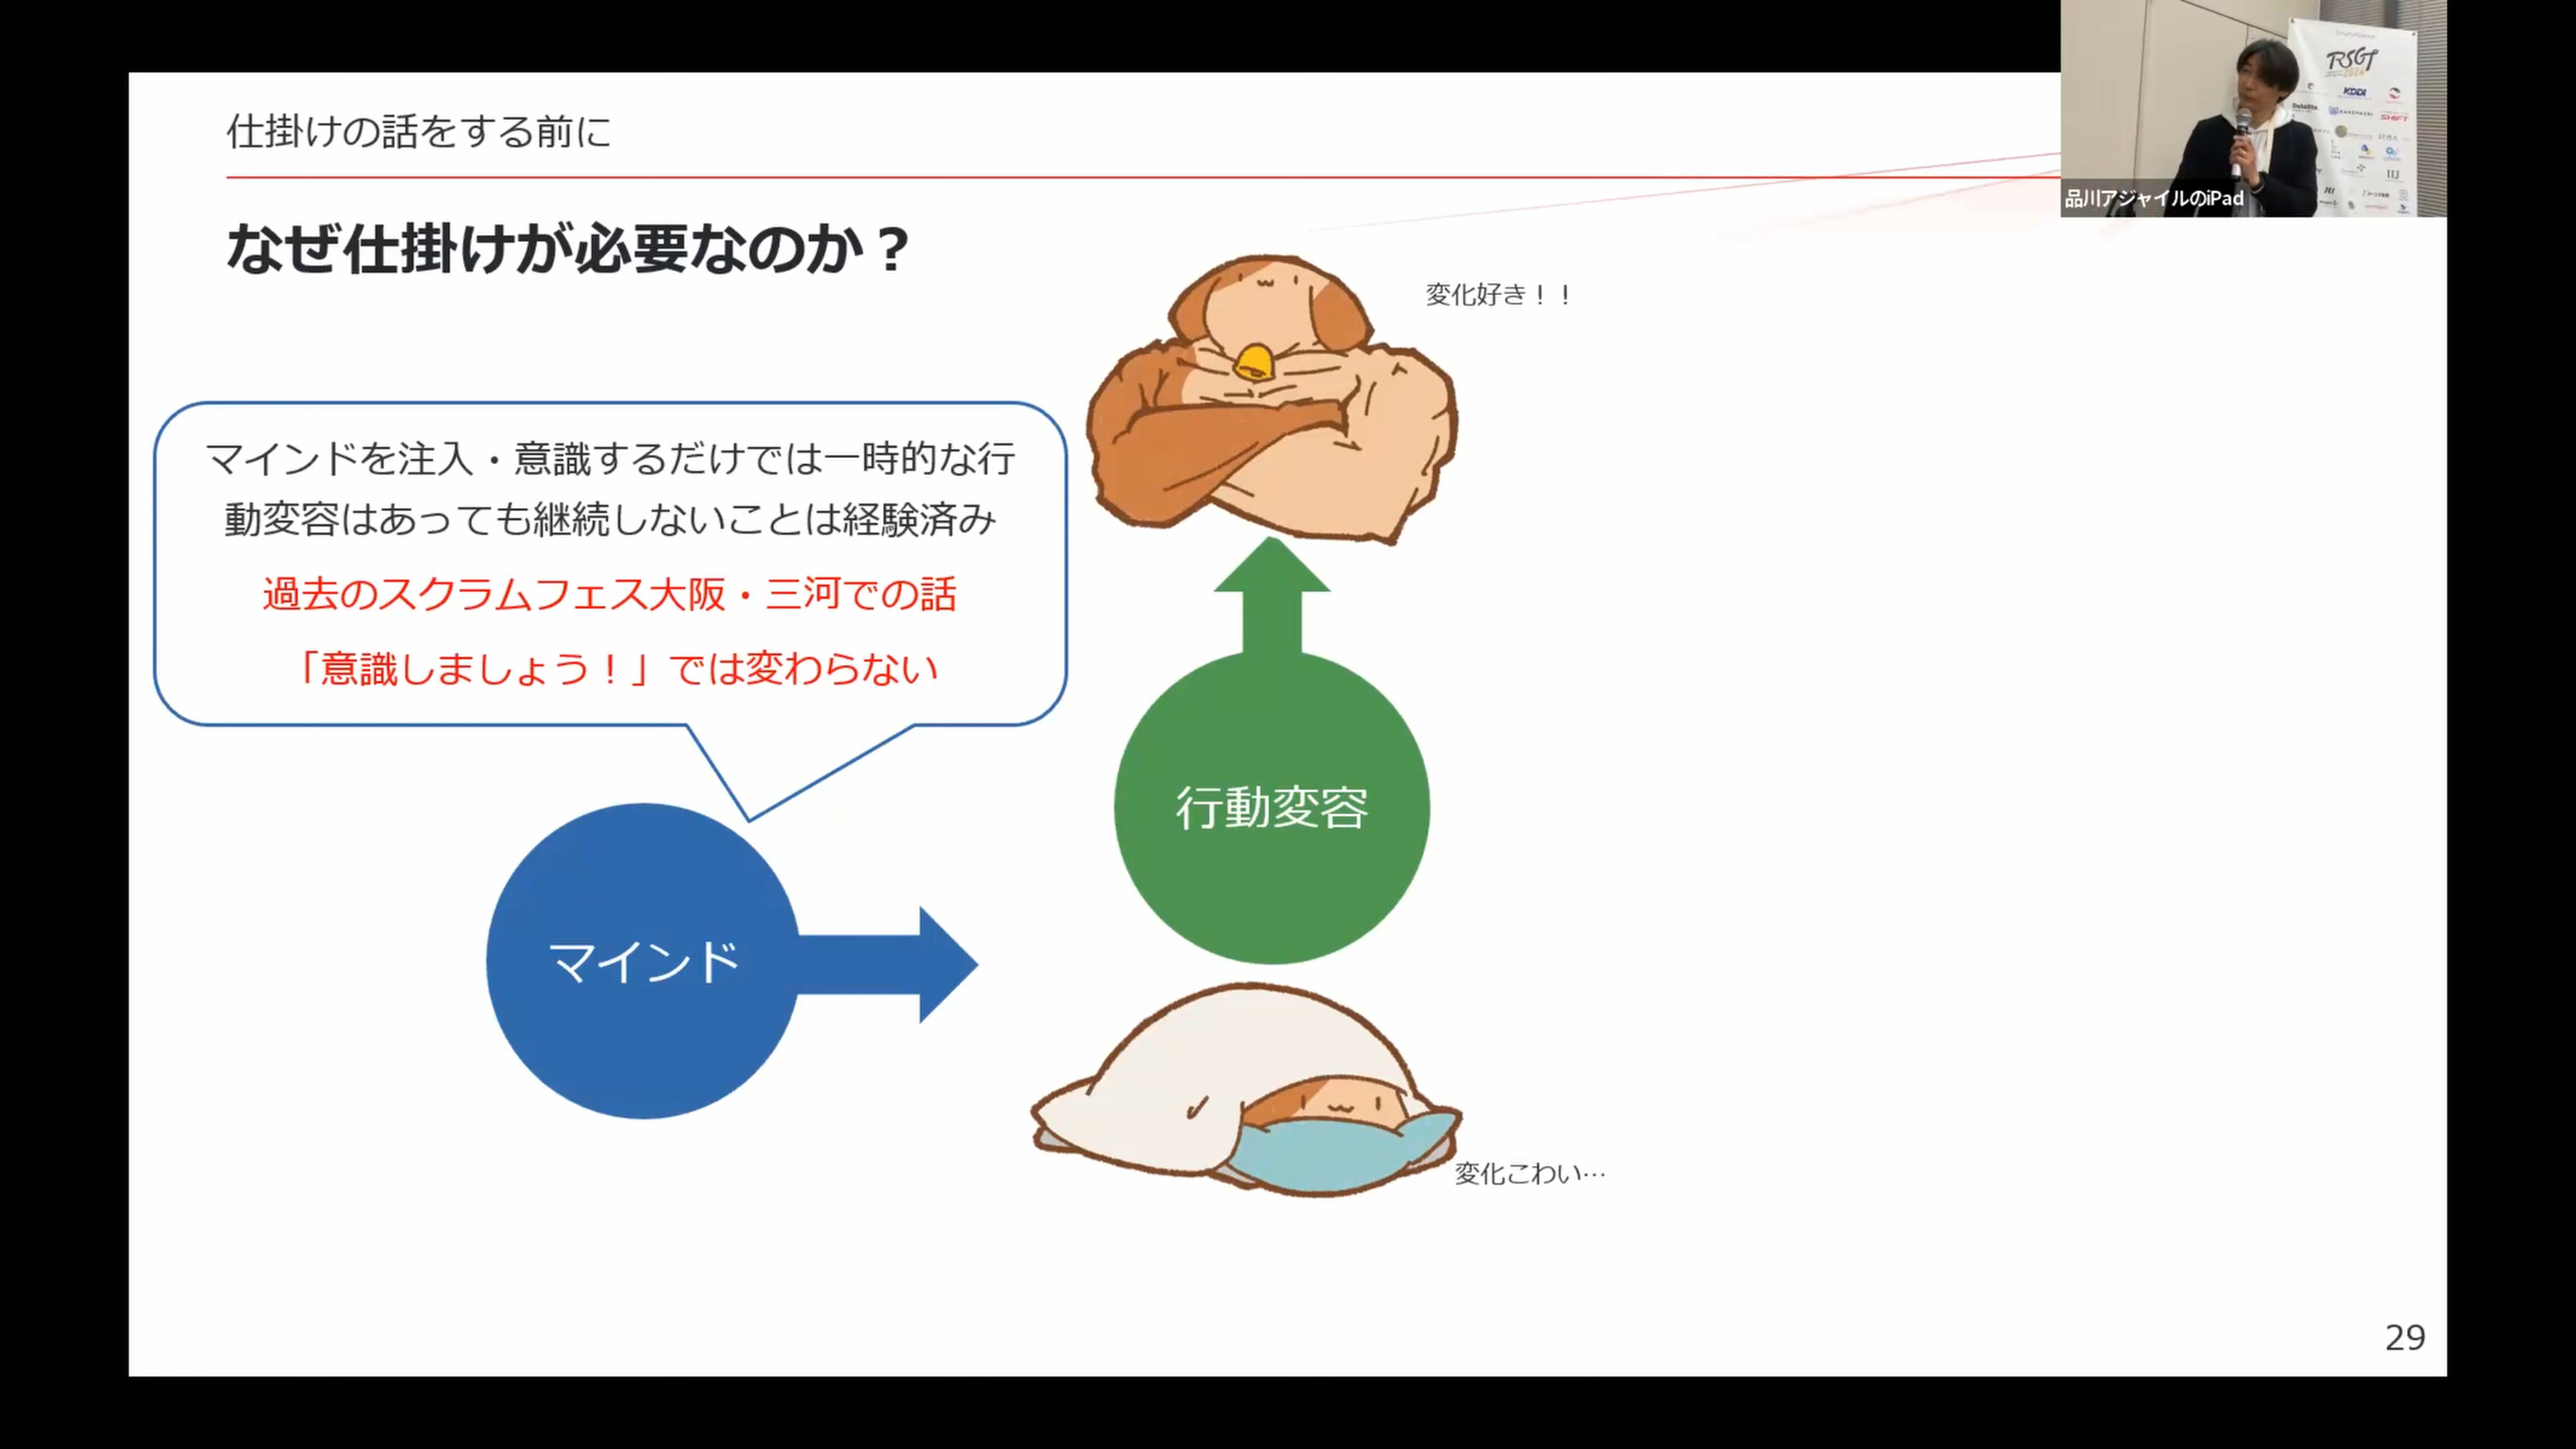 仕掛けの話をする前に
なぜ仕掛けが必要なのか？
変化好き！！
マインドを注入・意識するだけでは一時的な行
動変容はあっても継続しないことは経験済み
過去のスクラムフェス大阪・三河での話
「意識しましょう！」では変わらない
行動変容
マインド
変化こわい…
29
RSGT
KDDI
SHIFT
IIJ
品川アジャイルのiPad